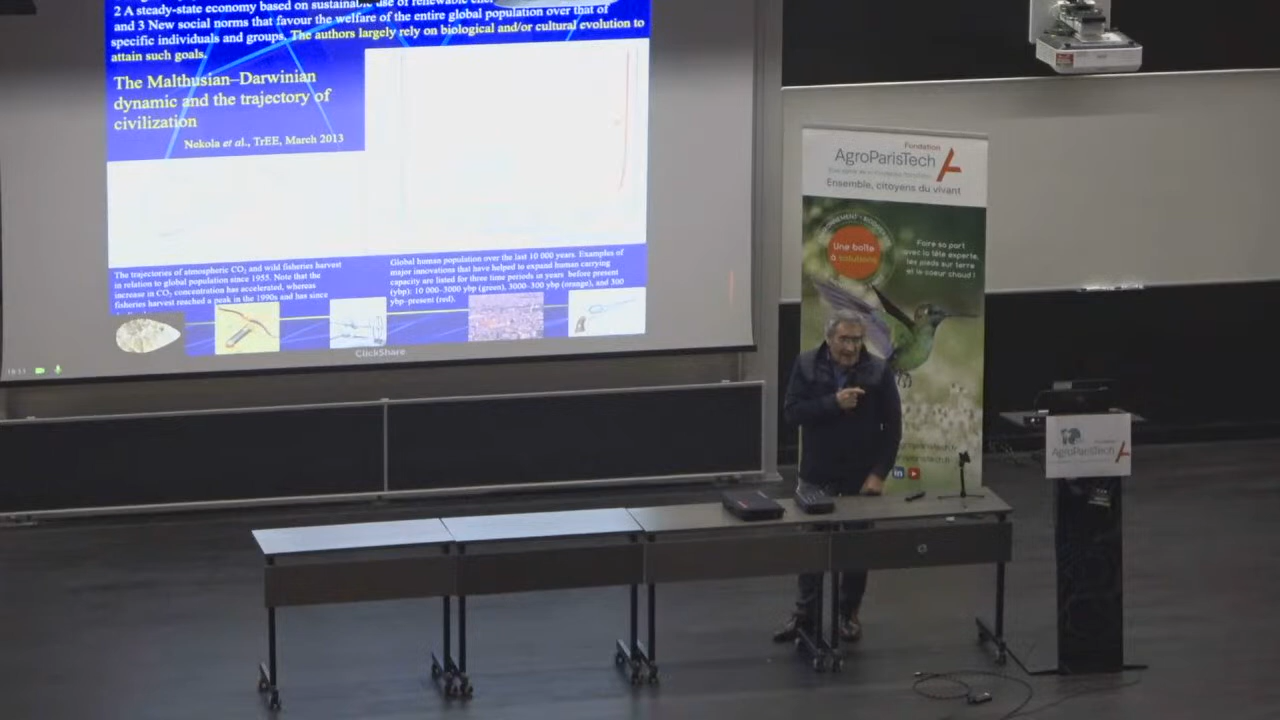 2 A steady-state economy based on sustainable use of renewable
and 3 New social norms that favour the welfare of the entire global population over that of
specific individuals and groups. The authors largely rely on biological and/or cultural evolution to
attain such goals.
The Malthusian–Darwinian
dynamic and the trajectory of
civilization
Nekola et al., TrEE, March 2013
The trajectories of atmospheric CO2 and wild fisheries harvest
in relation to global population since 1955. Note that the
increase in CO2 concentration has accelerated, whereas
fisheries harvest reached a peak in the 1990s and has since
Global human population over the last 10 000 years. Examples of
major innovations that have helped to expand human carrying
capacity are listed for three time periods in years before present
(ybp): 10 000–3000 ybp (green), 3000–300 ybp (orange), and 300
ybp–present (red).
ClickShare
Fondation
AgroParisTech
Ensemble, citoyens du vivant
Une boîte
à solutions
Faire sa part
avec la tête experte,
les pieds sur terre
et le cœur chaud !
in
AgroParisTech